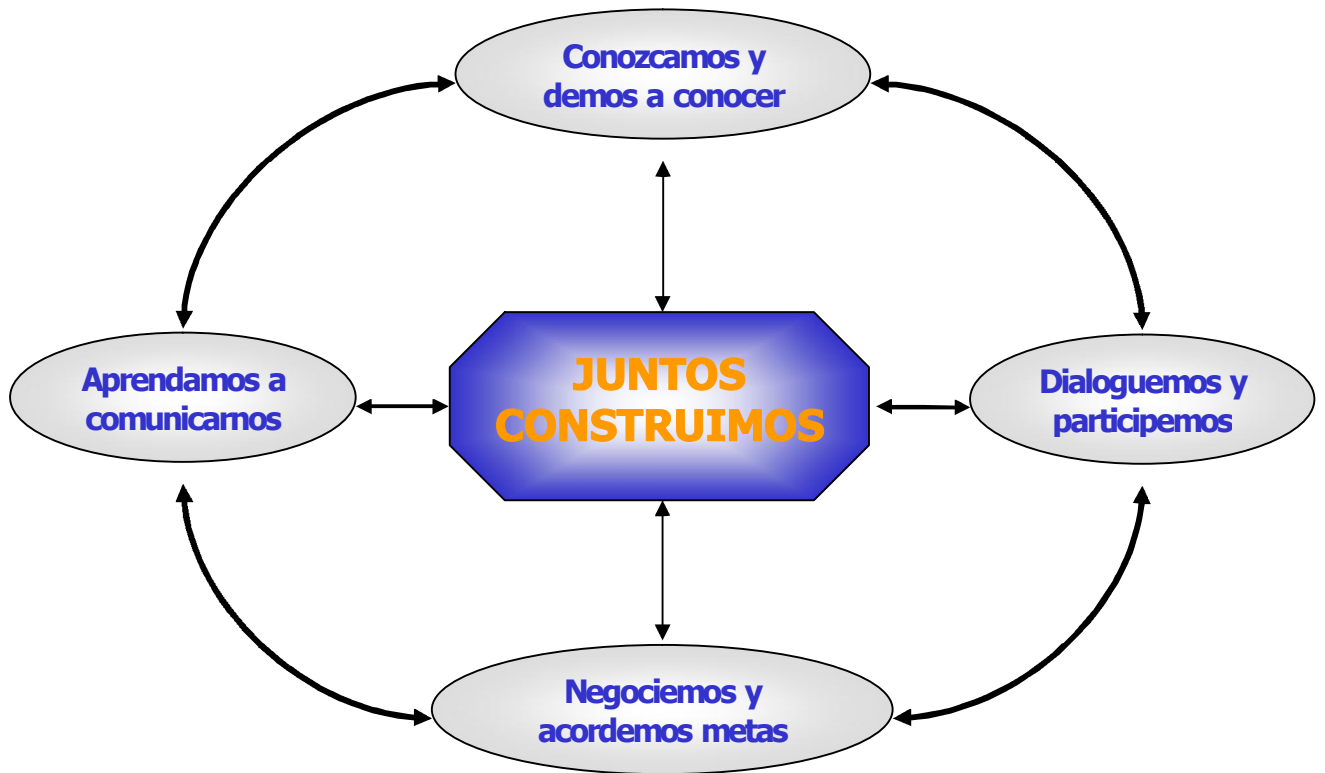 Conozcamos y
demos a conocer
Aprendamos a
comunicarnos
JUNTOS
CONSTRUIMOS
Dialoguemos y
participemos
Negociemos y
acordemos metas